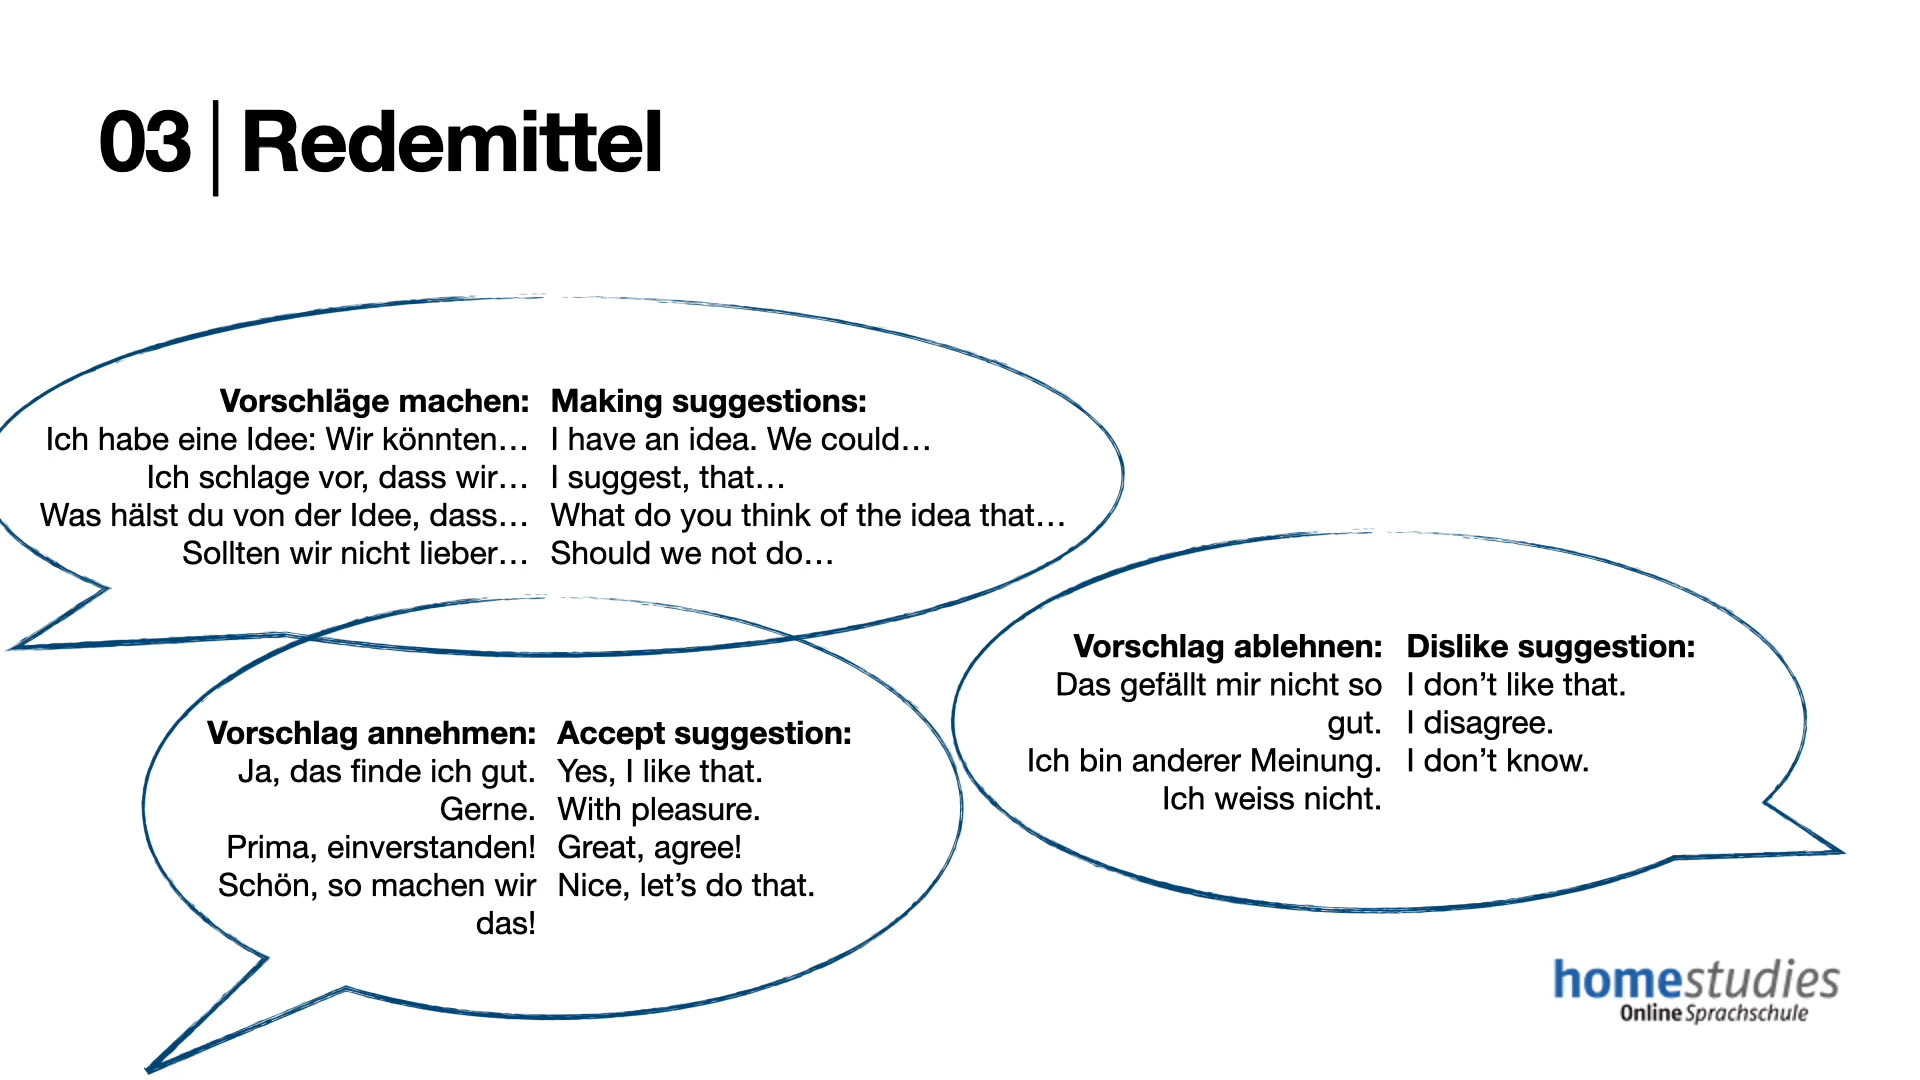 03 | Redemittel
Vorschläge machen:
Ich habe eine Idee: Wir könnten…
Ich schlage vor, dass wir…
Was hälst du von der Idee, dass…
Sollten wir nicht lieber…
Making suggestions:
I have an idea. We could…
I suggest, that…
What do you think of the idea that…
Should we not do…
Vorschlag annehmen:
Ja, das finde ich gut.
Gerne.
Prima, einverstanden!
Schön, so machen wir
das!
Accept suggestion:
Yes, I like that.
With pleasure.
Great, agree!
Nice, let’s do that.
Vorschlag ablehnen:
Das gefällt mir nicht so
gut.
Ich bin anderer Meinung.
Ich weiss nicht.
Dislike suggestion:
I don’t like that.
I disagree.
I don’t know.
homestudies
Online Sprachschule